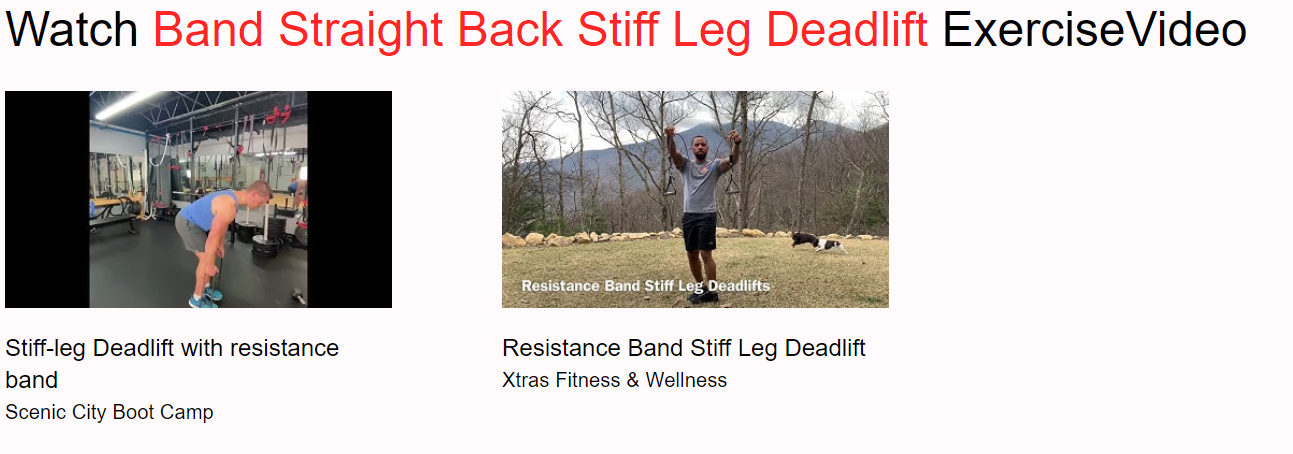 Watch Band Straight Back Stiff Leg Deadlift ExerciseVideo
Resistance Band Stiff Leg Deadlifts
Stiff-leg Deadlift with resistance
band
Scenic City Boot Camp
Resistance Band Stiff Leg Deadlift
Xtras Fitness & Wellness